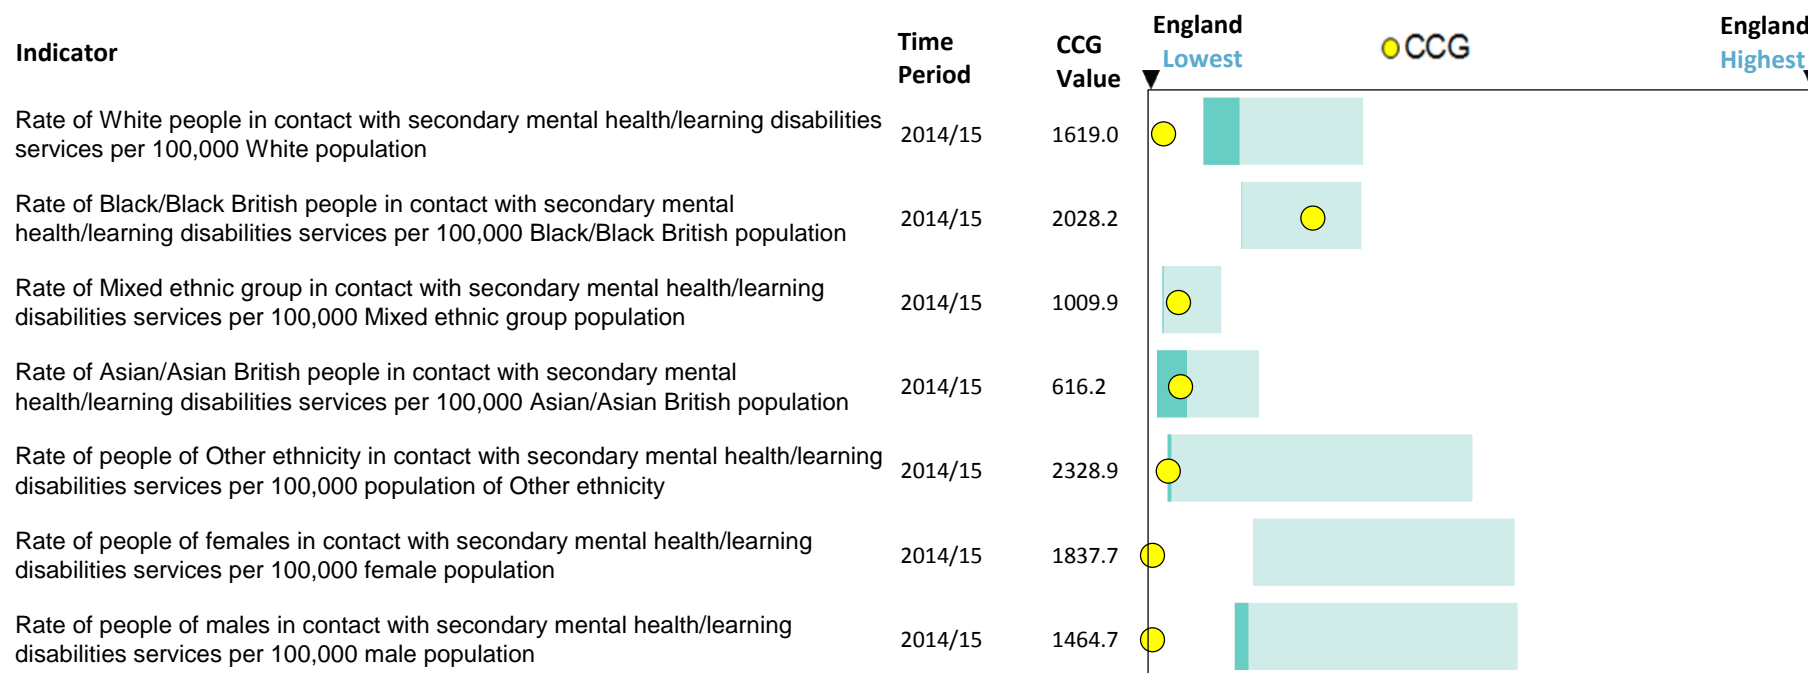 Indicator
Time Period
CCG Value
England Lowest
CCG
England Highest
Rate of White people in contact with secondary mental health/learning disabilities
services per 100,000 White population
2014/15
1619.0
Rate of Black/Black British people in contact with secondary mental
health/learning disabilities services per 100,000 Black/Black British population
2014/15
2028.2
Rate of Mixed ethnic group in contact with secondary mental health/learning
disabilities services per 100,000 Mixed ethnic group population
2014/15
1009.9
Rate of Asian/Asian British people in contact with secondary mental
health/learning disabilities services per 100,000 Asian/Asian British population
2014/15
616.2
Rate of people of Other ethnicity in contact with secondary mental health/learning
disabilities services per 100,000 population of Other ethnicity
2014/15
2328.9
Rate of people of females in contact with secondary mental health/learning
disabilities services per 100,000 female population
2014/15
1837.7
Rate of people of males in contact with secondary mental health/learning
disabilities services per 100,000 male population
2014/15
1464.7